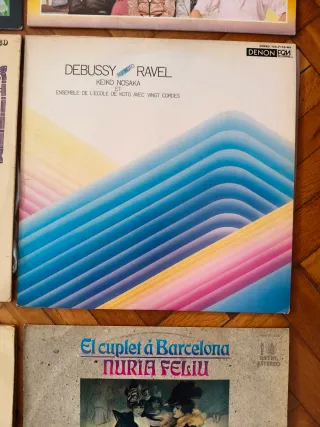 DEBUSSY RAVEL
KEIKO NOSAKA
ET
ENSEMBLE DE L'ECOLE DE KOTO AVEC VINGT CORDES
DENON PCM
El cuplet á Barcelona
NURIA FELIU